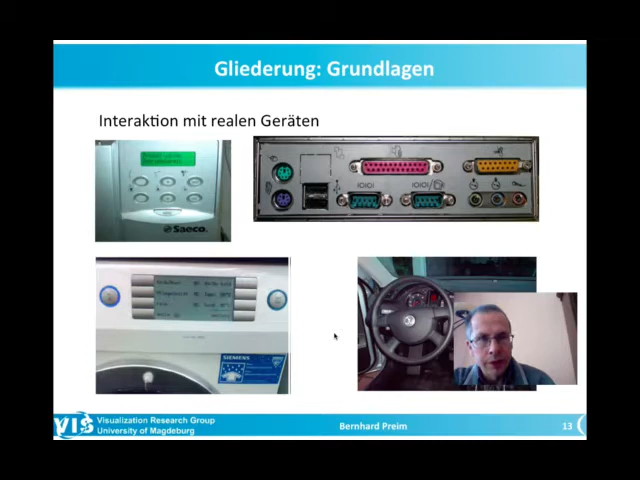 Gliederung: Grundlagen
Interaktion mit realen Geräten
Saeco.
SIEMENS
VIS
Visualization Research Group
University of Magdeburg
Bernhard Preim
13